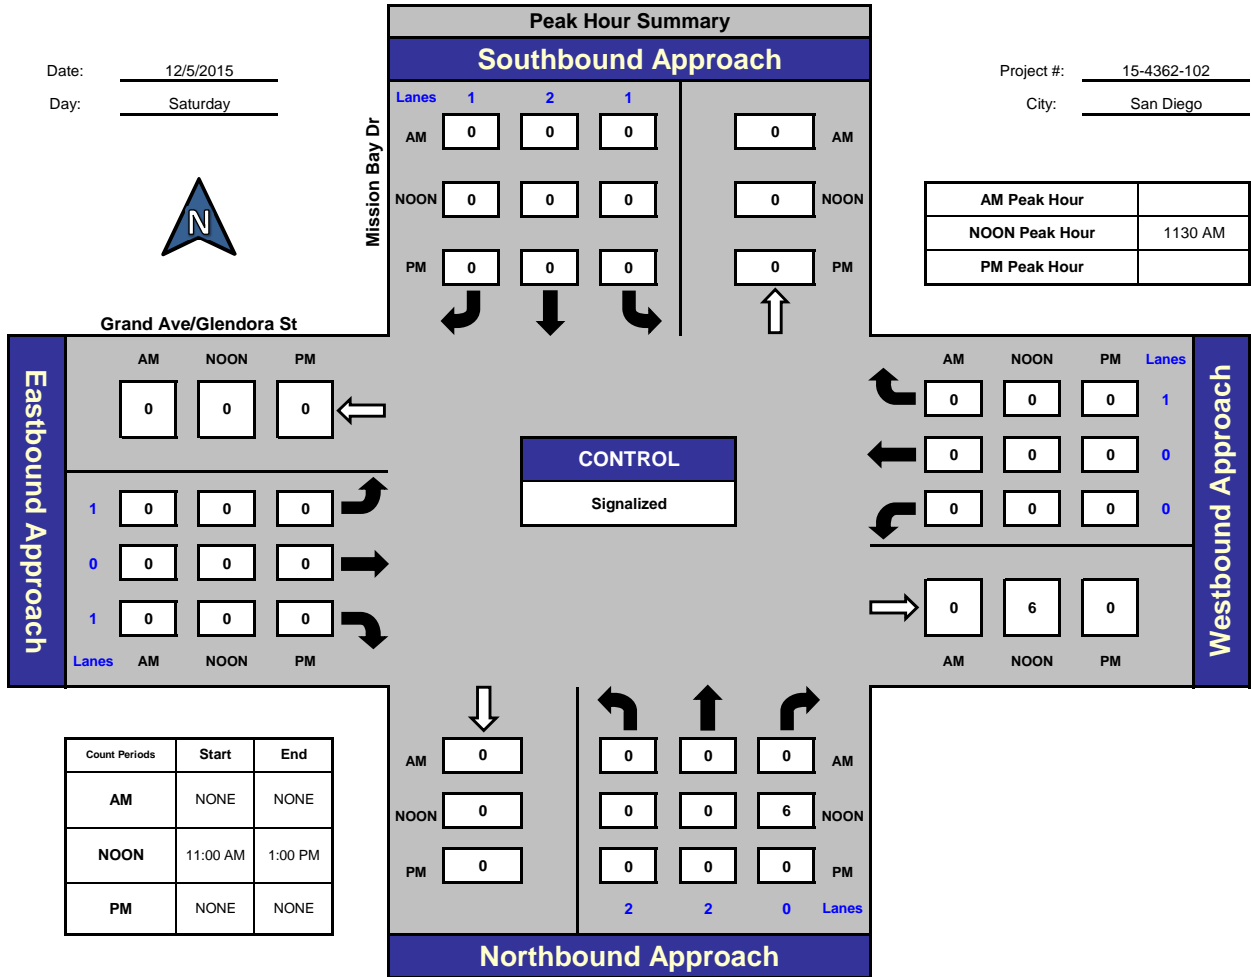 Peak Hour Summary
Southbound Approach
Date: 12/5/2015
Day: Saturday
Project #: 15-4362-102
City: San Diego
Mission Bay Dr
Lanes 1 2 1
AM 0 0 0 0 AM
NOON 0 0 0 0 NOON
PM 0 0 0 0 PM
N
AM Peak Hour
NOON Peak Hour 1130 AM
PM Peak Hour
Grand Ave/Glendora St
Eastbound Approach
AM NOON PM
0 0 0
1 0 0 0
0 0 0 0
1 0 0 0
Lanes AM NOON PM
CONTROL
Signalized
AM NOON PM Lanes
0 0 0 1
0 0 0 0
0 0 0 0
0 6 0
AM NOON PM
Westbound Approach
Count Periods Start End
AM NONE NONE
NOON 11:00 AM 1:00 PM
PM NONE NONE
AM 0 0 0 0 AM
NOON 0 0 0 6 NOON
PM 0 0 0 0 PM
2 2 0 Lanes
Northbound Approach